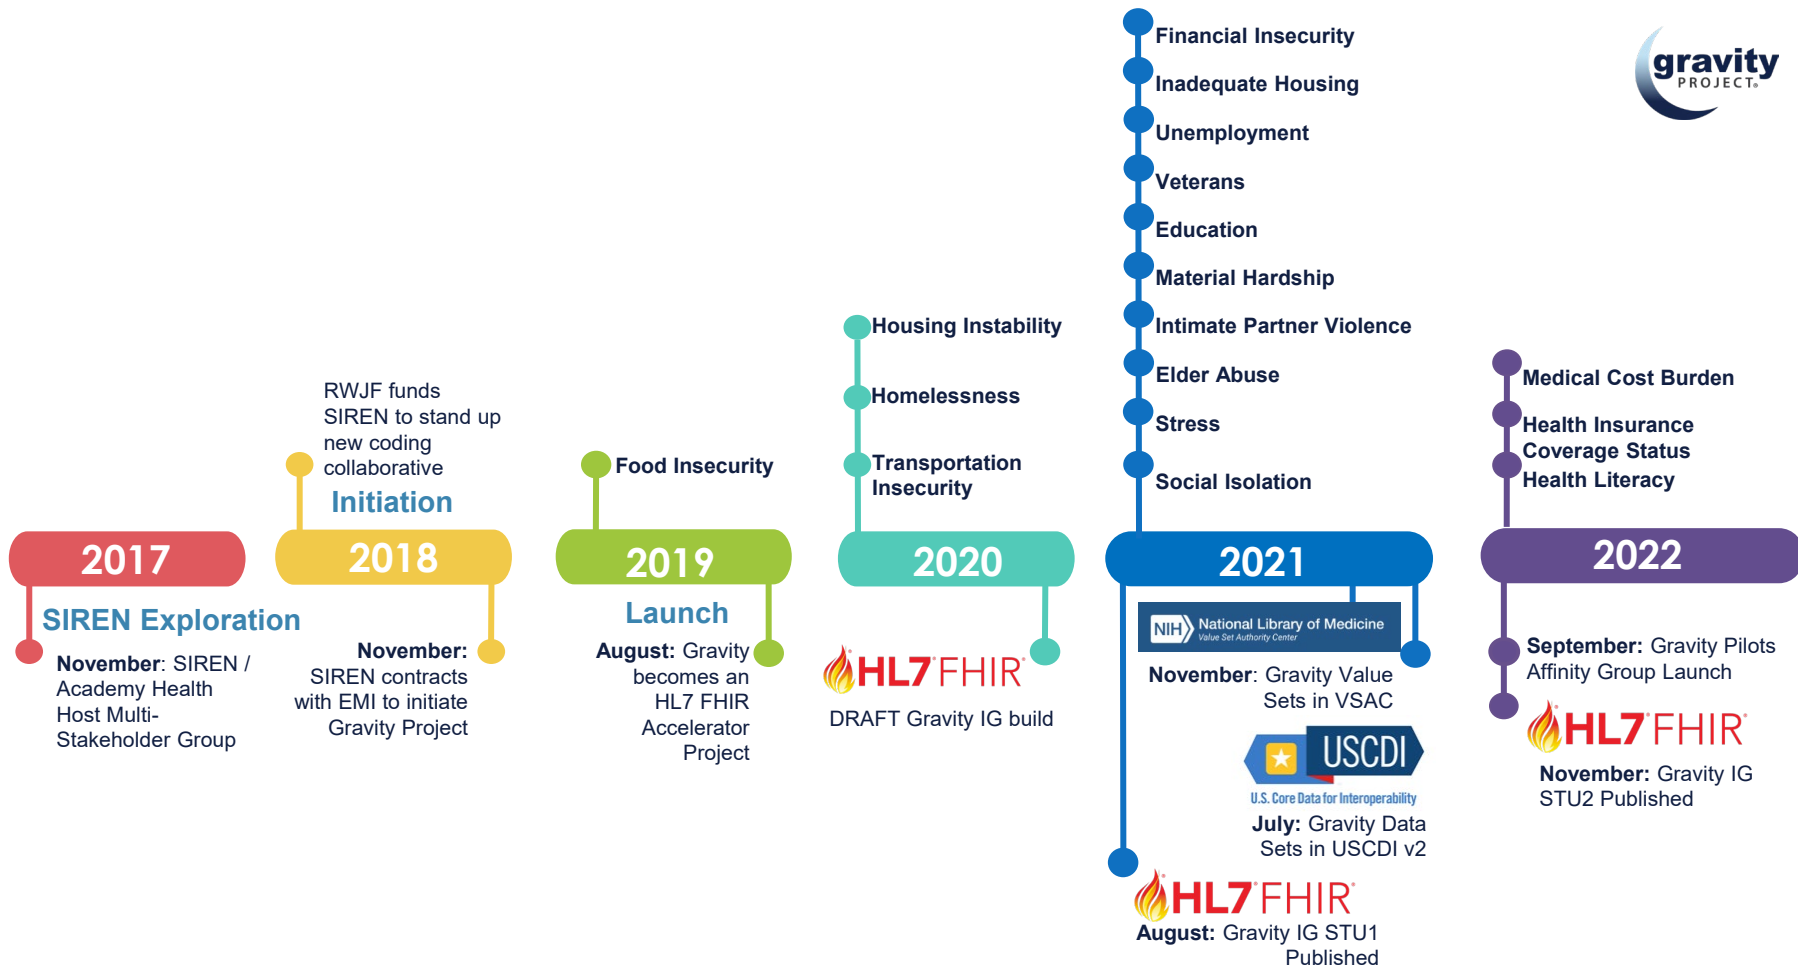 gravity
PROJECT®
2017
SIREN Exploration
November: SIREN /
Academy Health
Host Multi-
Stakeholder Group
RWJF funds
SIREN to stand up
new coding
collaborative
Initiation
2018
November:
SIREN contracts
with EMI to initiate
Gravity Project
Food Insecurity
2019
Launch
August: Gravity
becomes an
HL7 FHIR
Accelerator
Project
Housing Instability
Homelessness
Transportation
Insecurity
2020
HL7® FHIR®
DRAFT Gravity IG build
Financial Insecurity
Inadequate Housing
Unemployment
Veterans
Education
Material Hardship
Intimate Partner Violence
Elder Abuse
Stress
Social Isolation
2021
NIH National Library of Medicine
Value Set Authority Center
November: Gravity Value
Sets in VSAC
USCDI
U.S. Core Data for Interoperability
July: Gravity Data
Sets in USCDI v2
HL7® FHIR®
August: Gravity IG STU1
Published
Medical Cost Burden
Health Insurance
Coverage Status
Health Literacy
2022
September: Gravity Pilots
Affinity Group Launch
HL7® FHIR®
November: Gravity IG
STU2 Published